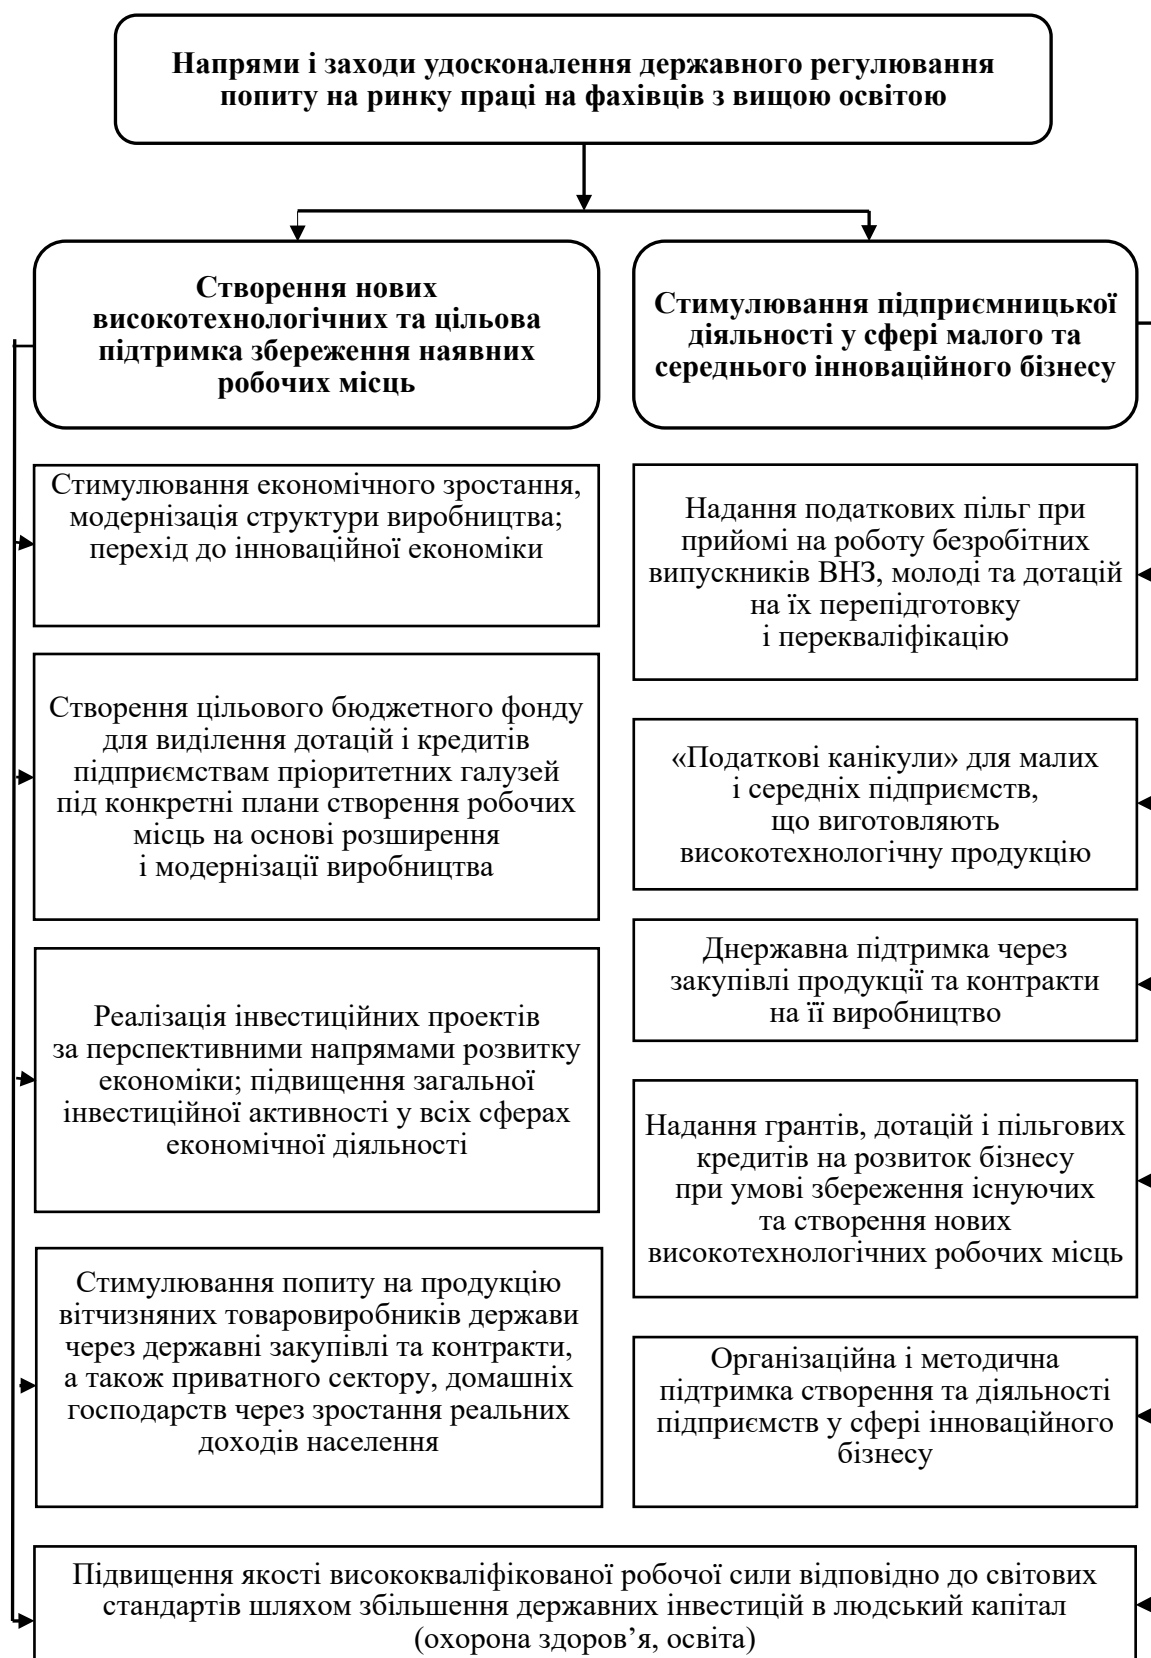 Напрями і заходи удосконалення державного регулювання
попиту на ринку праці на фахівців з вищою освітою
Створення нових
високотехнологічних та цільова
підтримка збереження наявних
робочих місць
Стимулювання економічного зростання,
модернізація структури виробництва;
перехід до інноваційної економіки
Створення цільового бюджетного фонду
для виділення дотацій і кредитів
підприємствам пріоритетних галузей
під конкретні плани створення робочих
місць на основі розширення
і модернізації виробництва
Реалізація інвестиційних проектів
за перспективними напрямами розвитку
економіки; підвищення загальної
інвестиційної активності у всіх сферах
економічної діяльності
Стимулювання попиту на продукцію
вітчизняних товаровиробників держави
через державні закупівлі та контракти,
а також приватного сектору, домашніх
господарств через зростання реальних
доходів населення
Стимулювання підприємницької
діяльності у сфері малого та
середнього інноваційного бізнесу
Надання податкових пільг при
прийомі на роботу безробітних
випускників ВНЗ, молоді та дотацій
на їх перепідготовку
і перекваліфікацію
«Податкові канікули» для малих
і середніх підприємств,
що виготовляють
високотехнологічну продукцію
Днержавна підтримка через
закупівлі продукції та контракти
на її виробництво
Надання грантів, дотацій і пільгових
кредитів на розвиток бізнесу
при умові збереження існуючих
та створення нових
високотехнологічних робочих місць
Організаційна і методична
підтримка створення та діяльності
підприємств у сфері інноваційного
бізнесу
Підвищення якості висококваліфікованої робочої сили відповідно до світових
стандартів шляхом збільшення державних інвестицій в людський капітал
(охорона здоров’я, освіта)